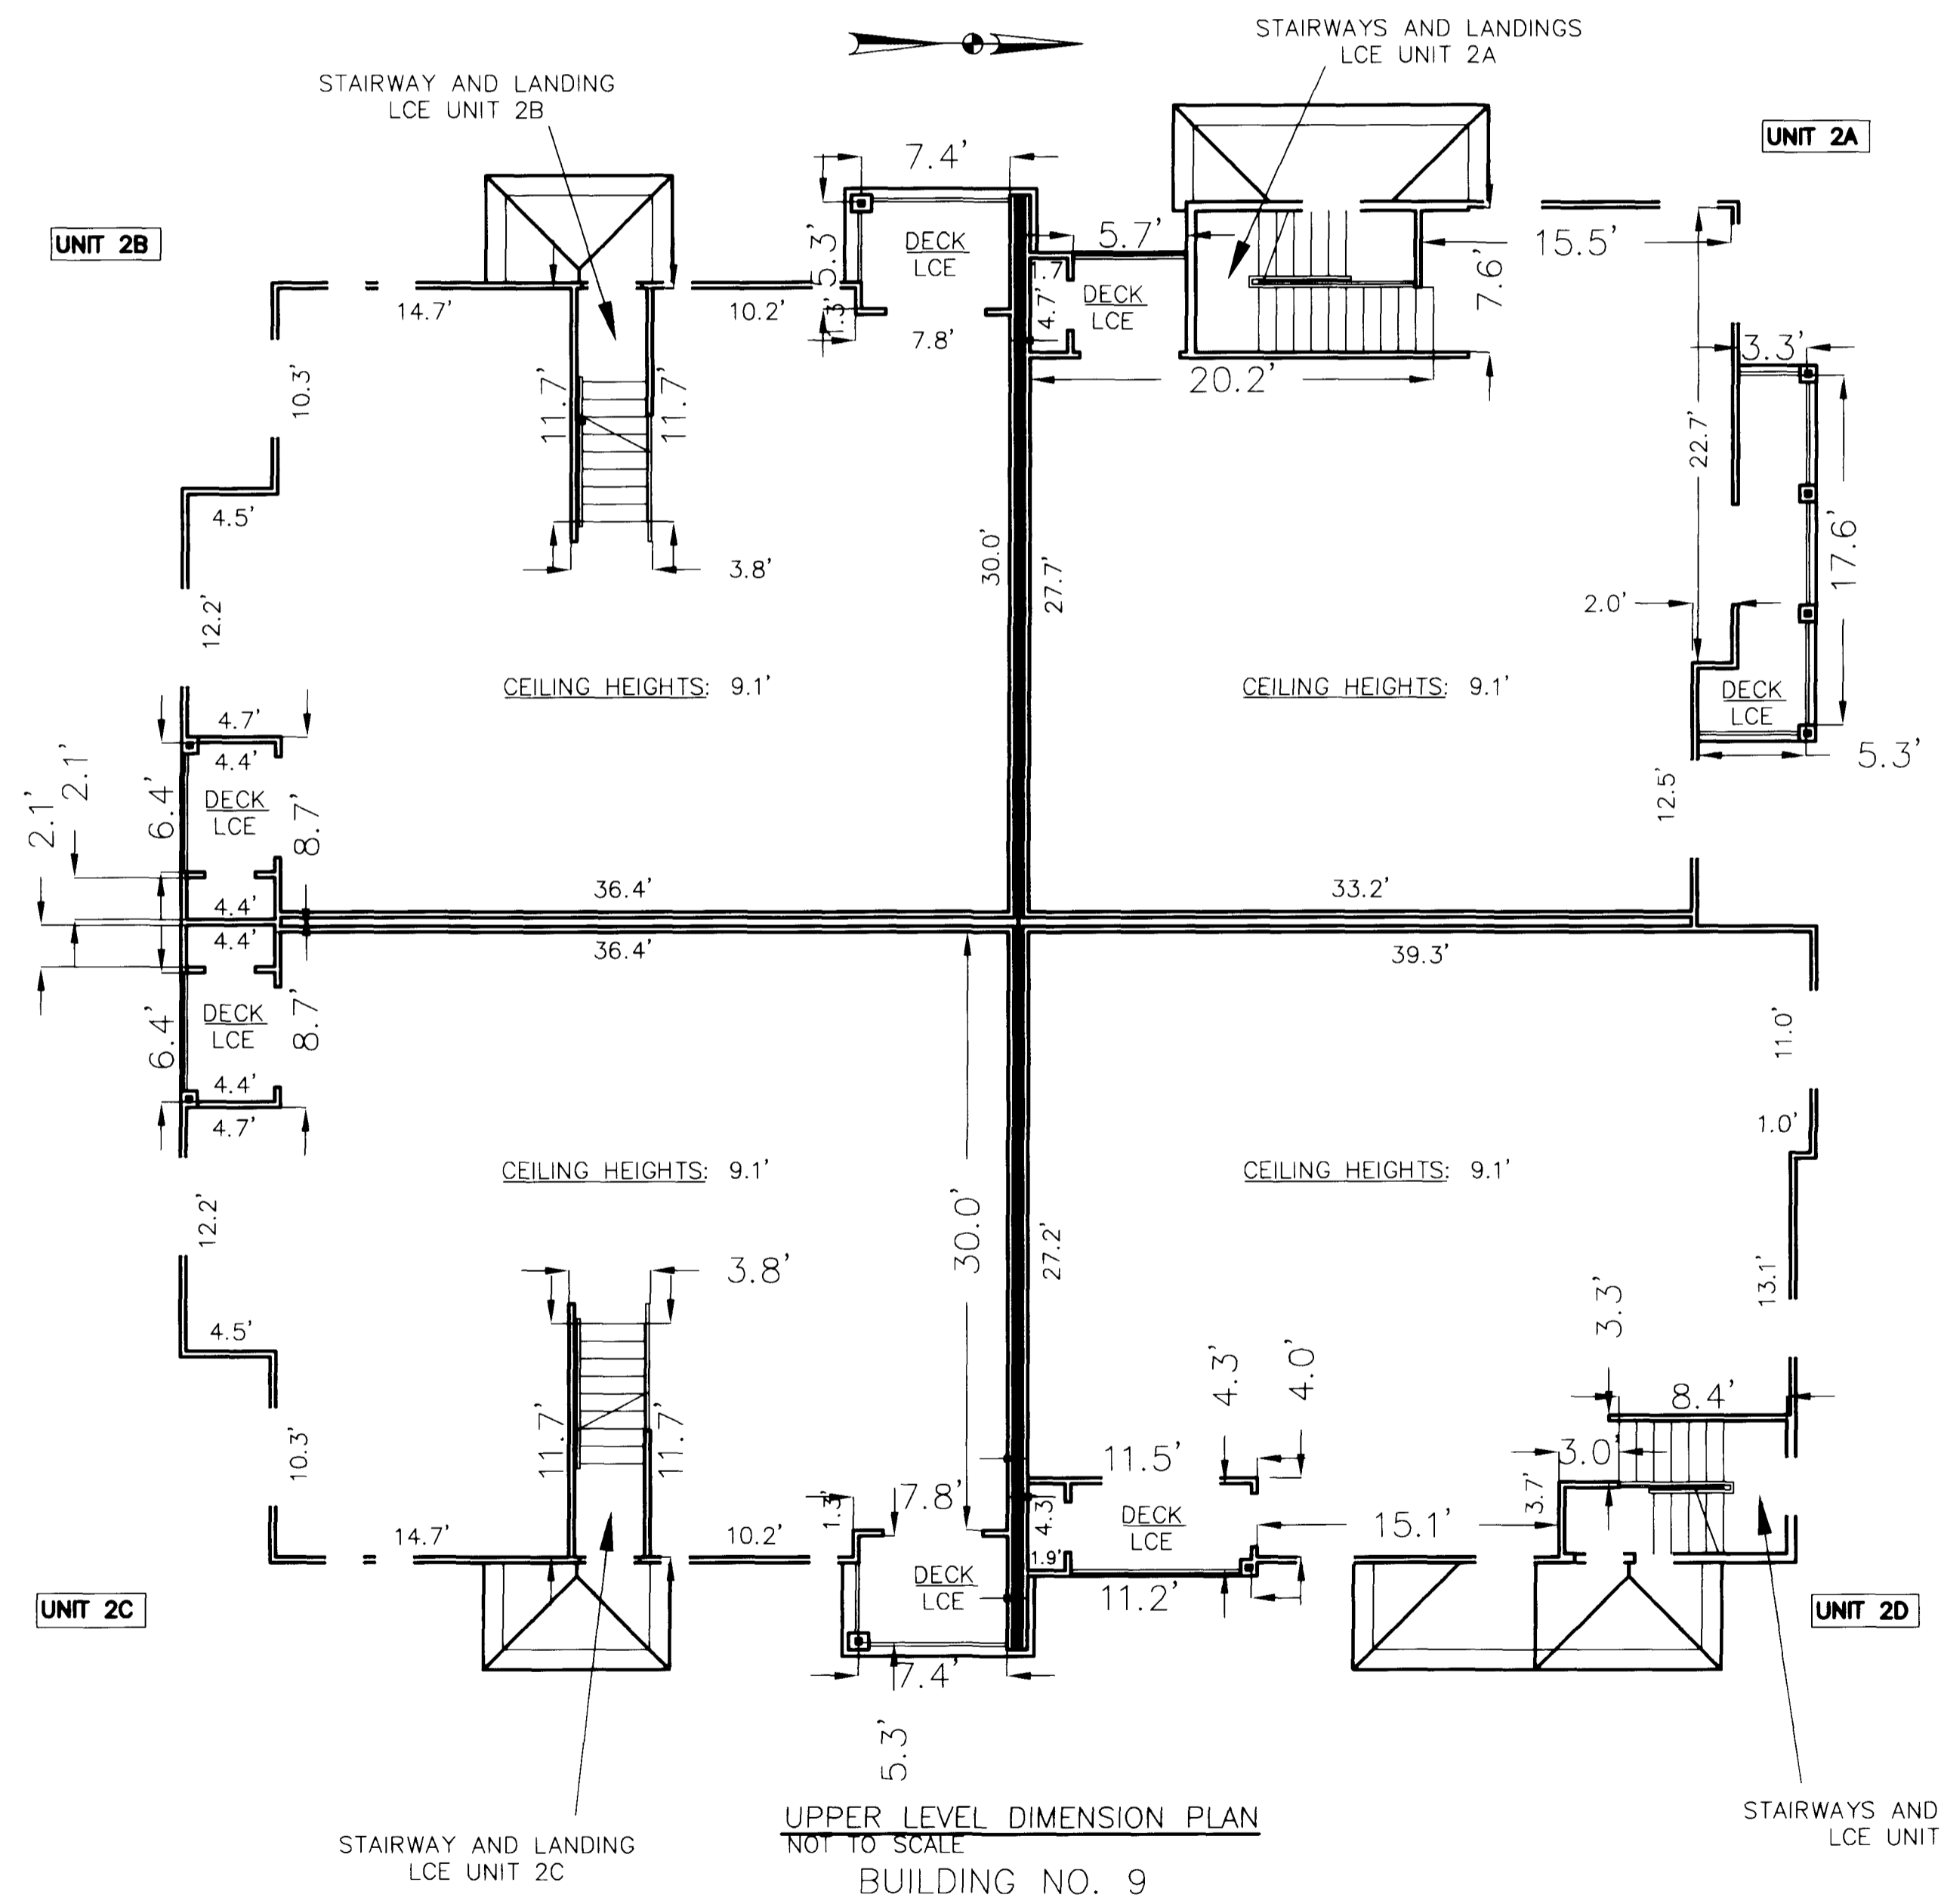 STAIRWAYS AND LANDINGS
LCE UNIT 2A
STAIRWAY AND LANDING
LCE UNIT 2B
UNIT 2A
UNIT 2B
7.4'
5.3'
DECK
LCE
1.3'
7.8'
5.7'
1.7'
4.7'
DECK
LCE
20.2'
7.6'
15.5'
14.7'
10.2'
10.3'
11.7'
11.7'
3.8'
4.5'
12.2'
30.0'
27.7'
22.7'
3.3'
17.6'
2.0'
DECK
LCE
5.3'
12.5'
CEILING HEIGHTS: 9.1'
CEILING HEIGHTS: 9.1'
4.7'
4.4'
2.1'
2.1'
6.4'
DECK
LCE
8.7'
4.4'
36.4'
33.2'
4.4'
36.4'
39.3'
6.4'
DECK
LCE
8.7'
4.4'
4.7'
11.0'
1.0'
CEILING HEIGHTS: 9.1'
CEILING HEIGHTS: 9.1'
12.2'
30.0'
27.2'
13.1'
3.8'
4.5'
3.3'
8.4'
10.3'
11.7'
11.7'
4.3'
4.0'
11.5'
3.0'
3.7'
14.7'
10.2'
1.3'
7.8'
4.3'
1.9'
DECK
LCE
15.1'
11.2'
DECK
LCE
7.4'
5.3'
UNIT 2C
UNIT 2D
STAIRWAY AND LANDING
LCE UNIT 2C
STAIRWAYS AND
LCE UNIT
UPPER LEVEL DIMENSION PLAN
NOT TO SCALE
BUILDING NO. 9